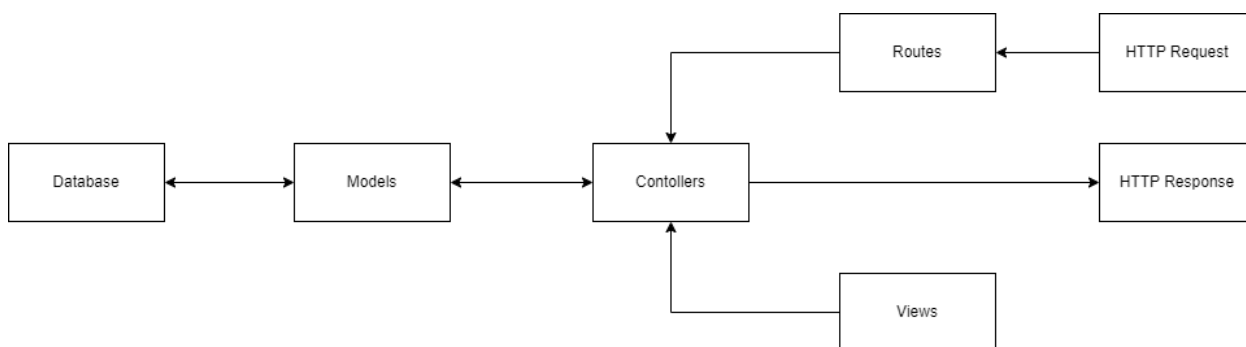 Routes
HTTP Request
Database
Models
Contollers
HTTP Response
Views